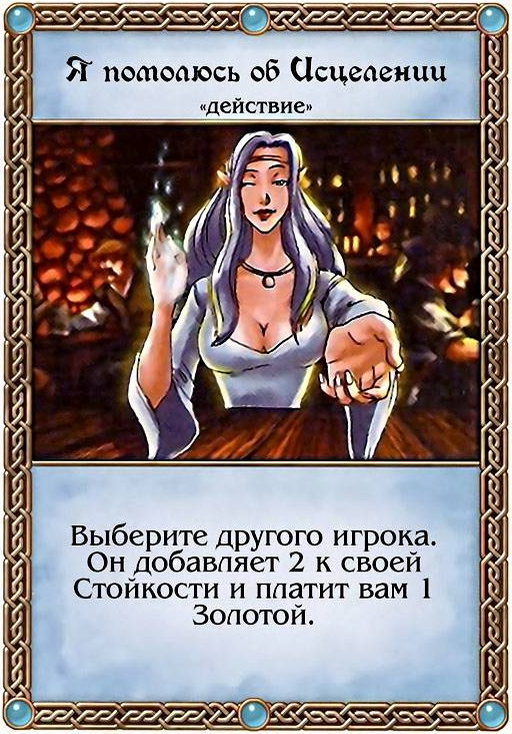 Я помолюсь об Исцелении
«действие»
Выберите другого игрока.
Он добавляет 2 к своей
Стойкости и платит вам 1
Золотой.